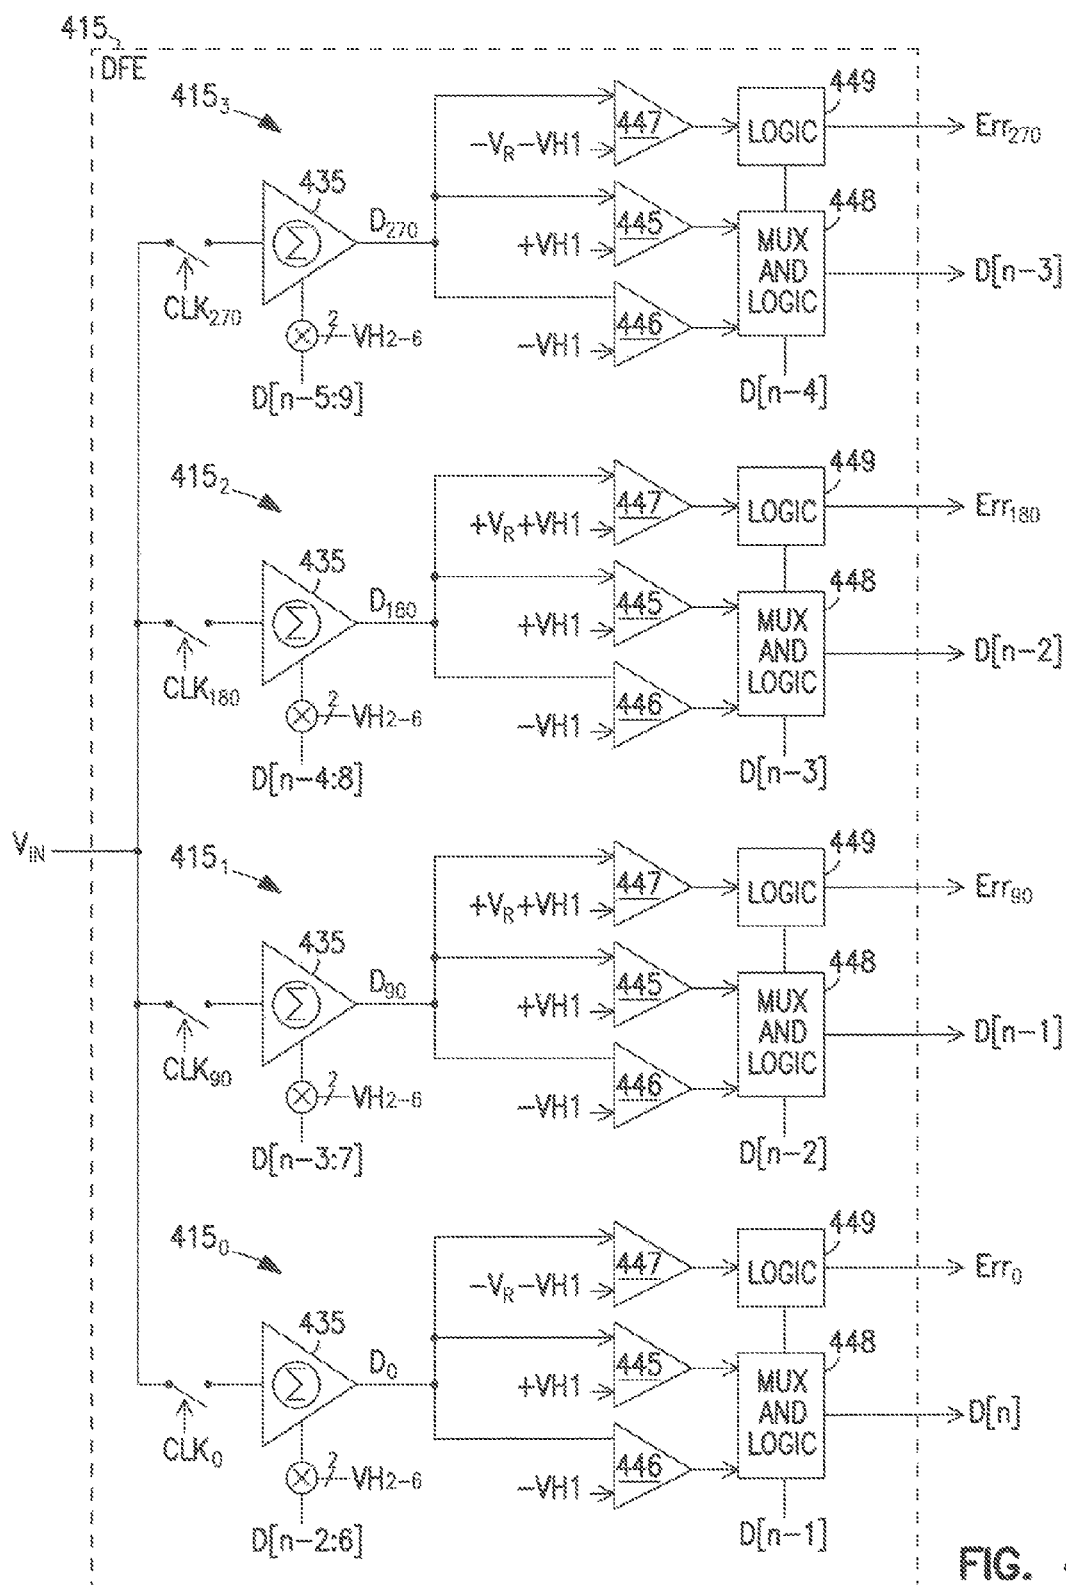 415
DFE
415₃
447
449
LOGIC
Err₂₇₀
−V_R−VH1
435
Σ
D₂₇₀
445
+VH1
448
MUX
AND
LOGIC
D[n−3]
CLK₂₇₀
446
−VH1
2
VH2−6
D[n−5:9]
D[n−4]
415₂
447
449
LOGIC
Err₁₈₀
+V_R+VH1
435
Σ
D₁₈₀
445
+VH1
448
MUX
AND
LOGIC
D[n−2]
CLK₁₈₀
446
−VH1
2
VH2−6
D[n−4:8]
D[n−3]
V_IN
415₁
447
449
LOGIC
Err₉₀
+V_R+VH1
435
Σ
D₉₀
445
+VH1
448
MUX
AND
LOGIC
D[n−1]
CLK₉₀
446
−VH1
2
VH2−6
D[n−3:7]
D[n−2]
415₀
447
449
LOGIC
Err₀
−V_R−VH1
435
Σ
D₀
445
+VH1
448
MUX
AND
LOGIC
D[n]
CLK₀
446
−VH1
2
VH2−6
D[n−2:6]
D[n−1]
FIG.